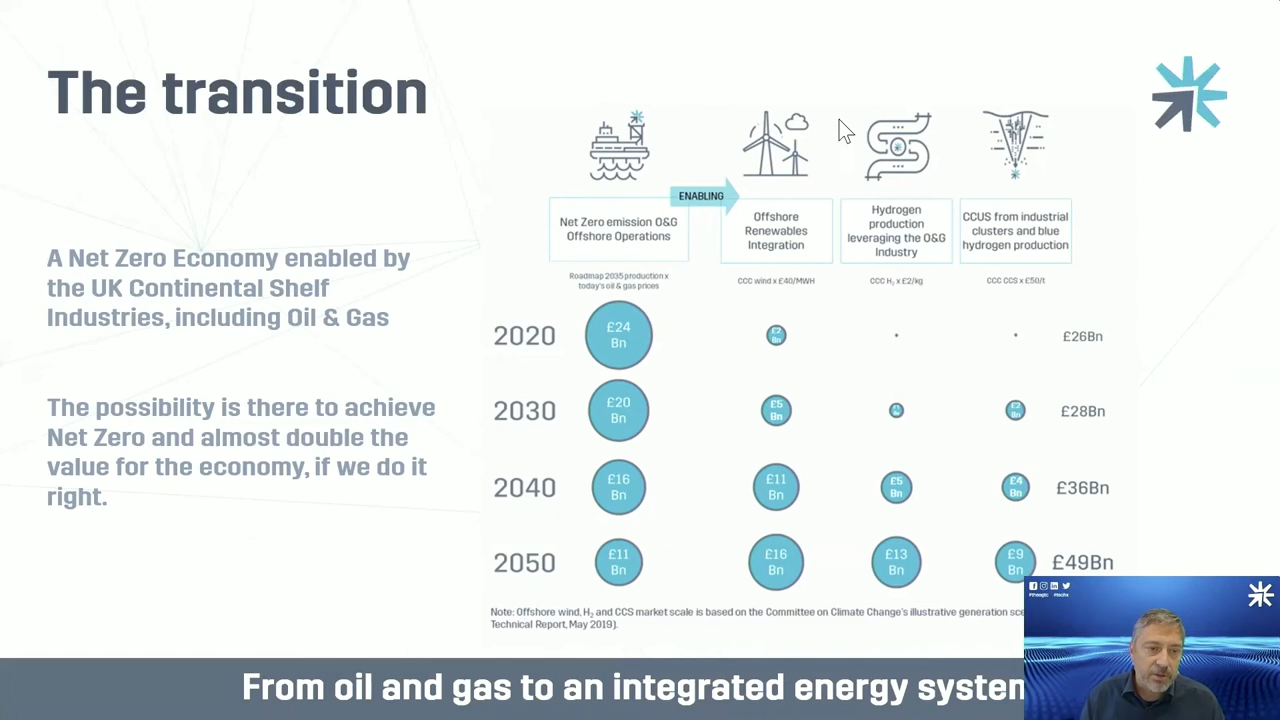 The transition
A Net Zero Economy enabled by
the UK Continental Shelf
Industries, including Oil & Gas
The possibility is there to achieve
Net Zero and almost double the
value for the economy, if we do it
right.
ENABLING
Net Zero emission O&G
Offshore Operations
Offshore
Renewables
Integration
Hydrogen
production
leveraging the O&G
Industry
CCUS from industrial
clusters and blue
hydrogen production
Roadmap 2035 production x
today's oil & gas prices
CCC wind x £40/MWH
CCC H₂ x £2/kg
CCC CCS x £50/t
2020
£24
Bn
£2
Bn
£26Bn
2030
£20
Bn
£5
Bn
£2
Bn
£28Bn
2040
£16
Bn
£11
Bn
£5
Bn
£4
Bn
£36Bn
2050
£11
Bn
£16
Bn
£13
Bn
£9
Bn
£49Bn
Note: Offshore wind, H₂ and CCS market scale is based on the Committee on Climate Change's illustrative generation
Technical Report, May 2019).
From oil and gas to an integrated energy
#theogtc #techx